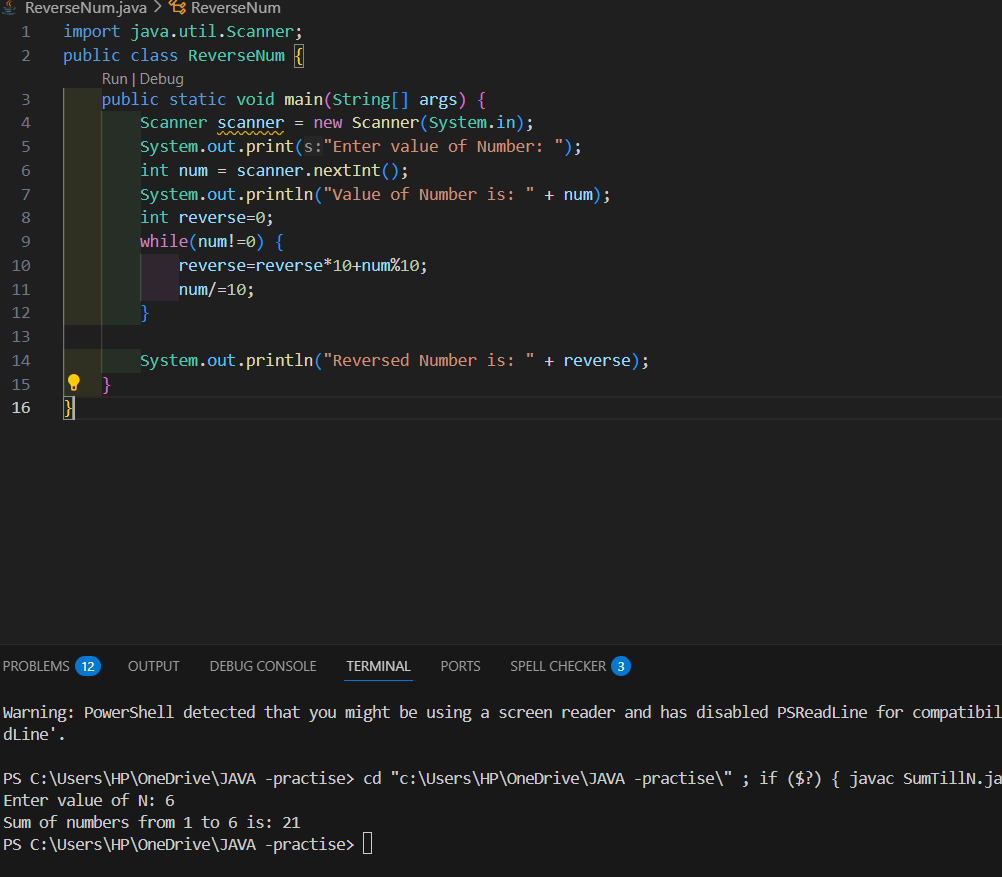 ReverseNum.java > ReverseNum
1 import java.util.Scanner;
2 public class ReverseNum {
Run | Debug
3 public static void main(String[] args) {
4 Scanner scanner = new Scanner(System.in);
5 System.out.print(s:"Enter value of Number: ");
6 int num = scanner.nextInt();
7 System.out.println("Value of Number is: " + num);
8 int reverse=0;
9 while(num!=0) {
10 reverse=reverse*10+num%10;
11 num/=10;
12 }
13
14 System.out.println("Reversed Number is: " + reverse);
15 }
16 }
PROBLEMS 12 OUTPUT DEBUG CONSOLE TERMINAL PORTS SPELL CHECKER 3
Warning: PowerShell detected that you might be using a screen reader and has disabled PSReadLine for compatibil
dLine'.
PS C:\Users\HP\OneDrive\JAVA -practise> cd "c:\Users\HP\OneDrive\JAVA -practise\" ; if ($?) { javac SumTillN.ja
Enter value of N: 6
Sum of numbers from 1 to 6 is: 21
PS C:\Users\HP\OneDrive\JAVA -practise>